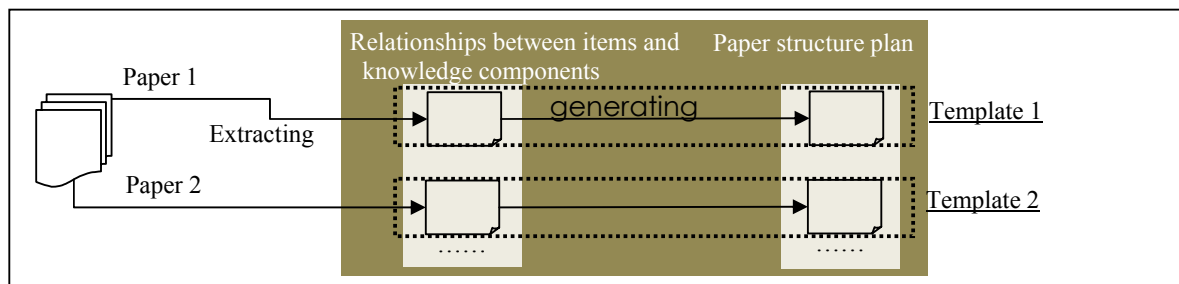 Relationships between items and
knowledge components
Paper structure plan
Paper 1
Extracting
generating
Template 1
Paper 2
Template 2
......
......